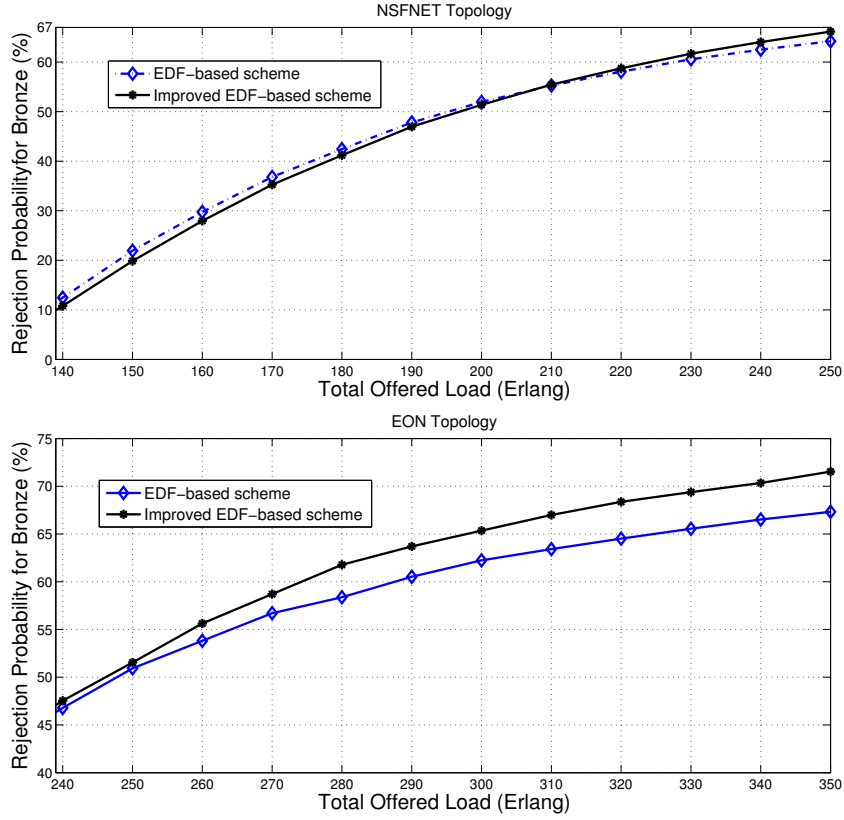 NSFNET Topology
Rejection Probabilityfor Bronze (%)
67
60
50
40
30
20
10
0
EDF-based scheme
Improved EDF-based scheme
140 150 160 170 180 190 200 210 220 230 240 250
Total Offered Load (Erlang)
EON Topology
Rejection Probability for Bronze (%)
75
70
65
60
55
50
45
40
EDF-based scheme
Improved EDF-based scheme
240 250 260 270 280 290 300 310 320 330 340 350
Total Offered Load (Erlang)